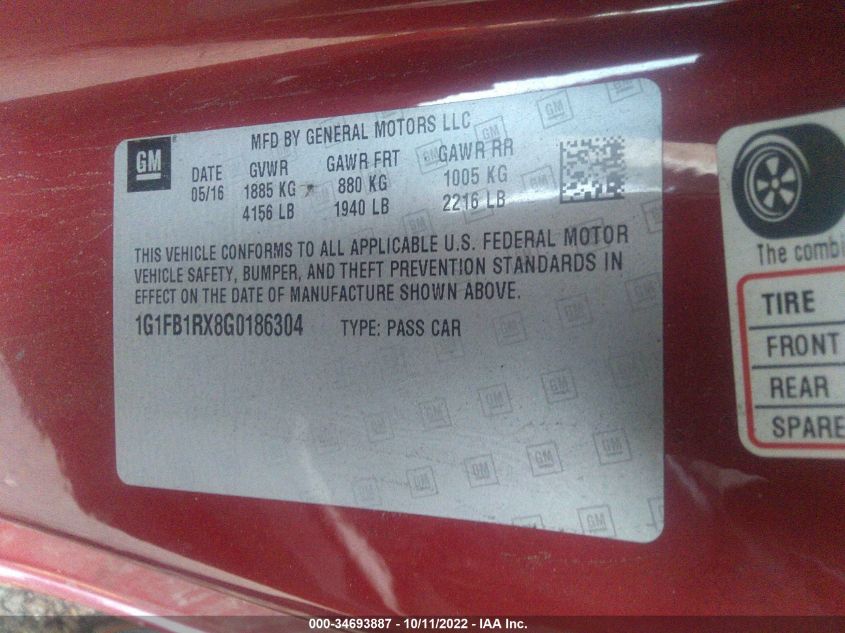 GM
MFD BY GENERAL MOTORS LLC
DATE GVWR GAWR FRT GAWR RR
05/16 1885 KG 880 KG 1005 KG
4156 LB 1940 LB 2216 LB
THIS VEHICLE CONFORMS TO ALL APPLICABLE U.S. FEDERAL MOTOR
VEHICLE SAFETY, BUMPER, AND THEFT PREVENTION STANDARDS IN
EFFECT ON THE DATE OF MANUFACTURE SHOWN ABOVE.
1G1FB1RX8G0186304 TYPE: PASS CAR
The combi
TIRE
FRONT
REAR
SPARE
000-34693887 - 10/11/2022 - IAA Inc.